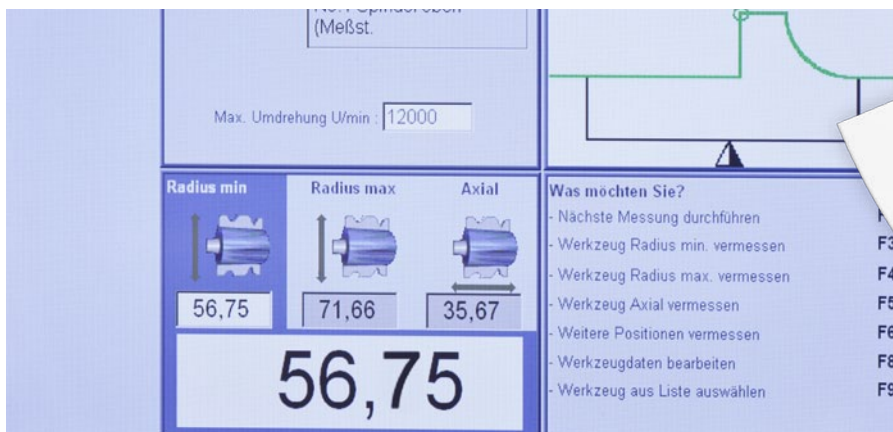 (Meßst.
Max. Umdrehung U/min : 12000
Radius min
Radius max
Axial
56,75
71,66
35,67
56,75
Was möchten Sie?
- Nächste Messung durchführen
- Werkzeug Radius min. vermessen F3
- Werkzeug Radius max. vermessen F4
- Werkzeug Axial vermessen F5
- Weitere Positionen vermessen F6
- Werkzeugdaten bearbeiten F8
- Werkzeug aus Liste auswählen F9